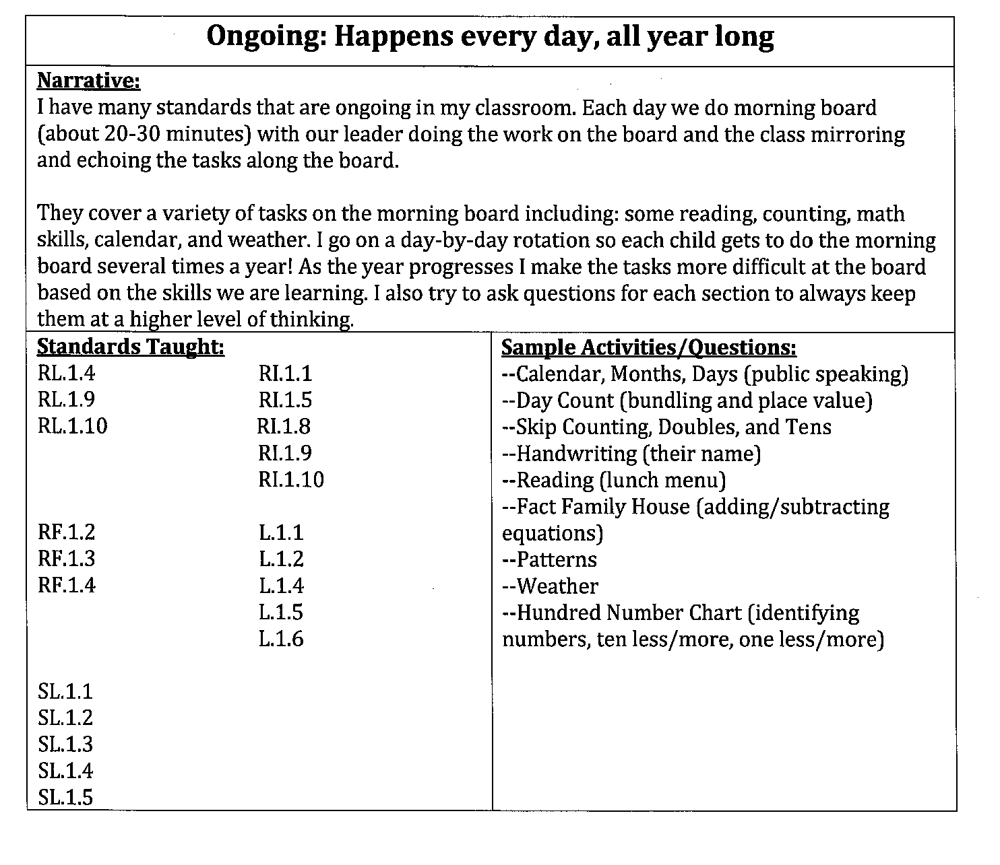 Ongoing: Happens every day, all year long
Narrative:
I have many standards that are ongoing in my classroom. Each day we do morning board
(about 20-30 minutes) with our leader doing the work on the board and the class mirroring
and echoing the tasks along the board.
They cover a variety of tasks on the morning board including: some reading, counting, math
skills, calendar, and weather. I go on a day-by-day rotation so each child gets to do the morning
board several times a year! As the year progresses I make the tasks more difficult at the board
based on the skills we are learning. I also try to ask questions for each section to always keep
them at a higher level of thinking.
Standards Taught:
RL.1.4 RI.1.1
RL.1.9 RI.1.5
RL.1.10 RI.1.8
RI.1.9
RI.1.10
RF.1.2 L.1.1
RF.1.3 L.1.2
RF.1.4 L.1.4
L.1.5
L.1.6
SL.1.1
SL.1.2
SL.1.3
SL.1.4
SL.1.5
Sample Activities/Questions:
--Calendar, Months, Days (public speaking)
--Day Count (bundling and place value)
--Skip Counting, Doubles, and Tens
--Handwriting (their name)
--Reading (lunch menu)
--Fact Family House (adding/subtracting
equations)
--Patterns
--Weather
--Hundred Number Chart (identifying
numbers, ten less/more, one less/more)